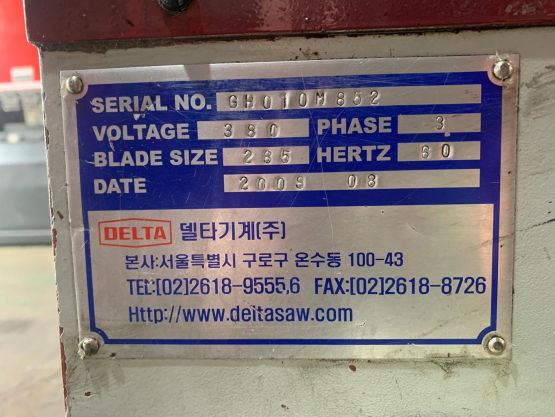 SERIAL NO. GH010M852
VOLTAGE 380 PHASE 3
BLADE SIZE 265 HERTZ 60
DATE 2009 08
DELTA 델타기계(주)
본사:서울특별시 구로구 온수동 100-43
TEL:[02]2618-9555,6 FAX:[02]2618-8726
Http://www.deitasaw.com